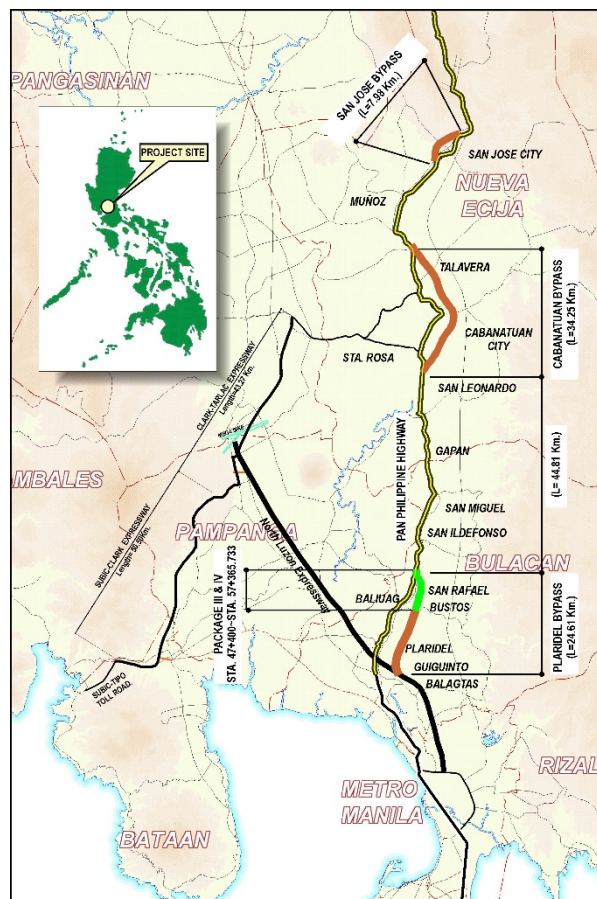 PANGASINAN
PROJECT SITE
SAN JOSE BYPASS
(L=7.98 Km.)
SAN JOSE CITY
NUEVA
ECIJA
MUÑOZ
TALAVERA
CABANATUAN
CITY
CABANATUAN BYPASS
(L=34.25 Km.)
STA. ROSA
SAN LEONARDO
CLARK-TARLAC EXPRESSWAY
PAN PHILIPPINE HIGHWAY
GAPAN
(L= 44.81 Km.)
MBALES
SUBIC-CLARK EXPRESSWAY
PAMPANGA
North Luzon Expressway
SAN MIGUEL
SAN ILDEFONSO
BULACAN
PACKAGE III & IV
STA. 47+400~STA. 57+365.733
BALIUAG
SAN RAFAEL
BUSTOS
PLARIDEL BYPASS
(L=24.61 Km.)
PLARIDEL
GUIGUINTO
BALAGTAS
SUBIC-TIPO
TOLL ROAD
METRO
MANILA
RIZAL
BATAAN